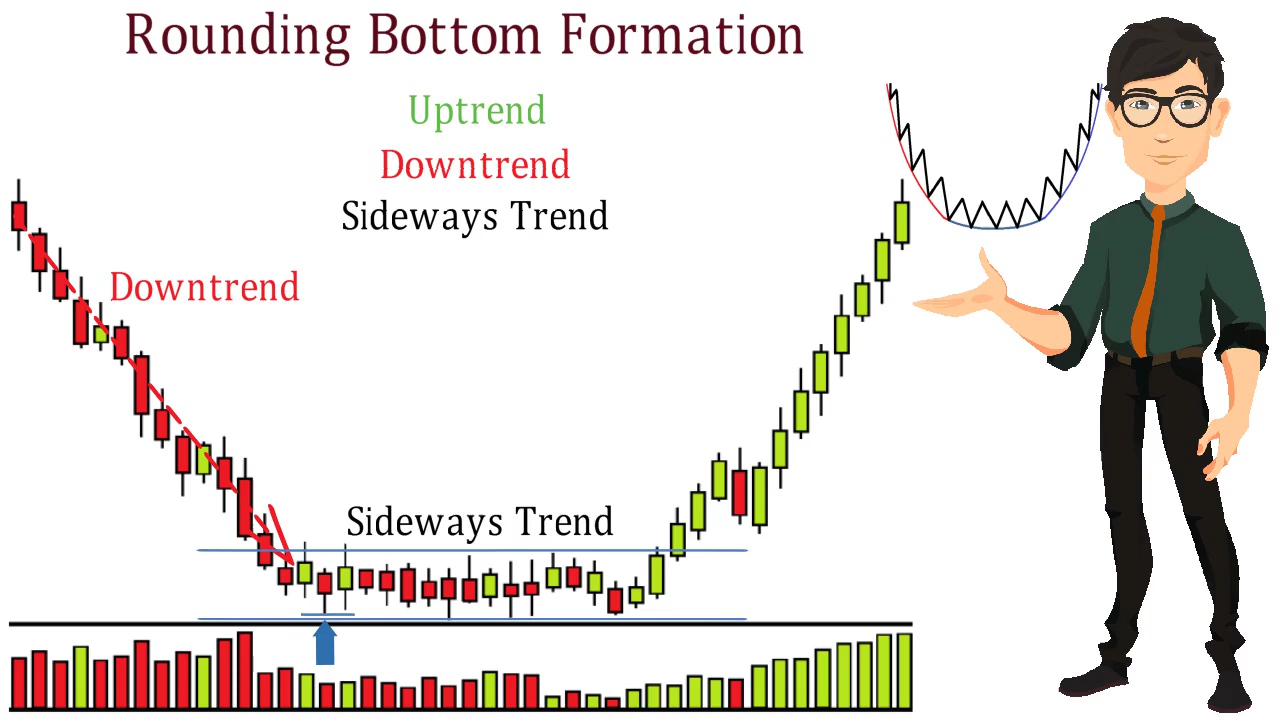 Rounding Bottom Formation
Uptrend
Downtrend
Sideways Trend
Downtrend
Sideways Trend